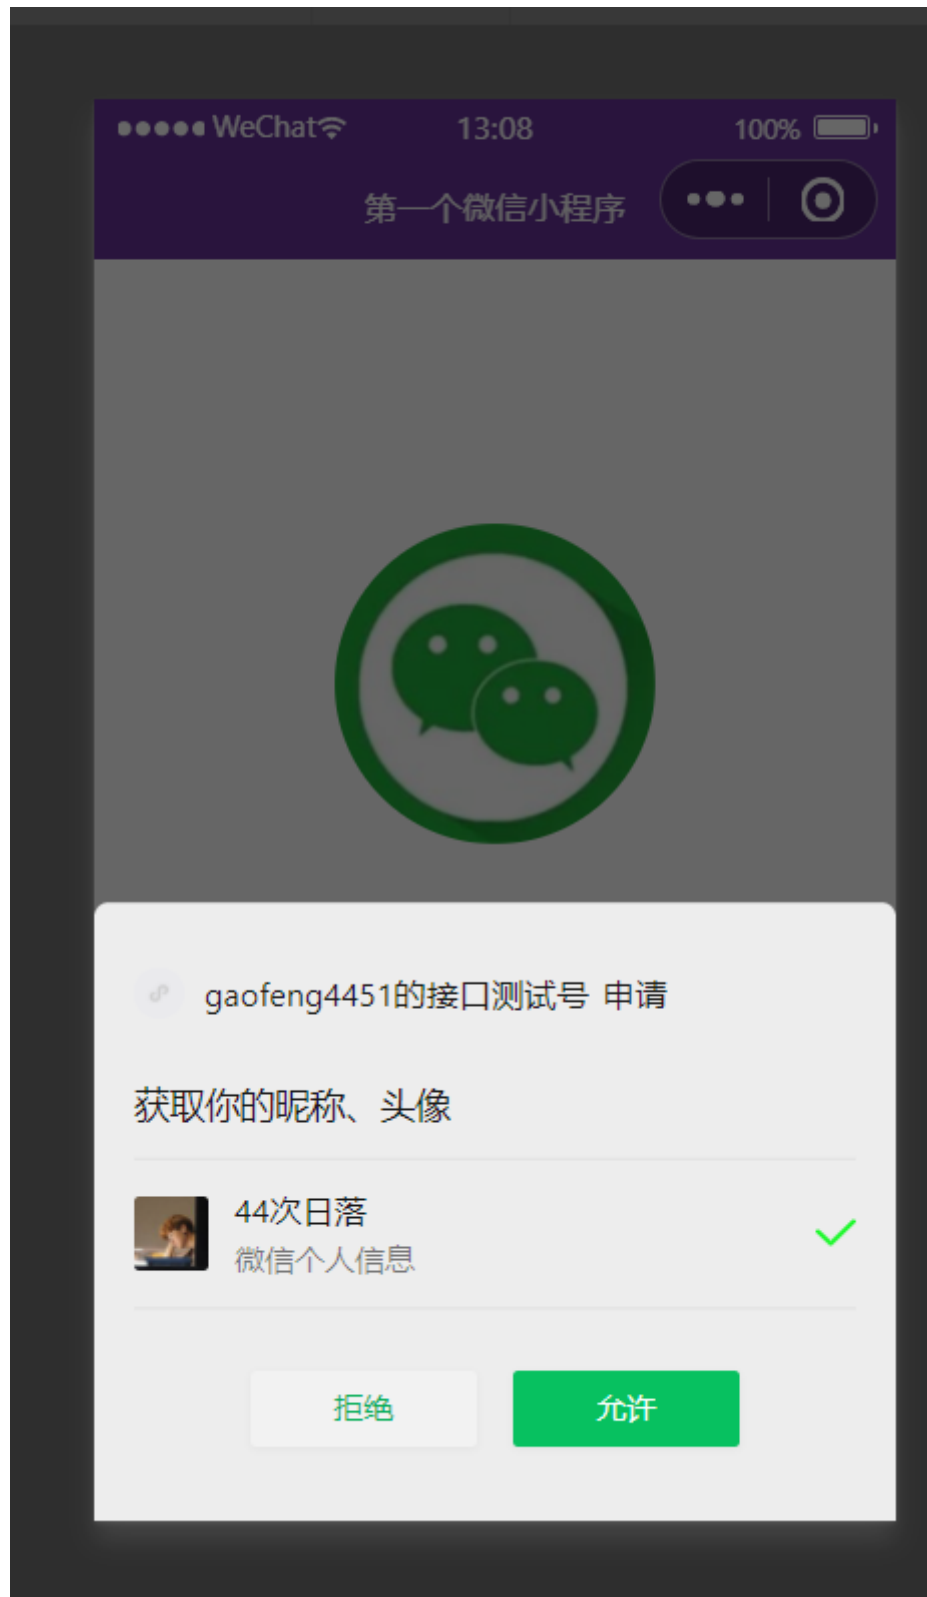 WeChat 13:08 100%
第一个微信小程序
gaofeng4451的接口测试号 申请
获取你的昵称、头像
44次日落
微信个人信息
拒绝 允许